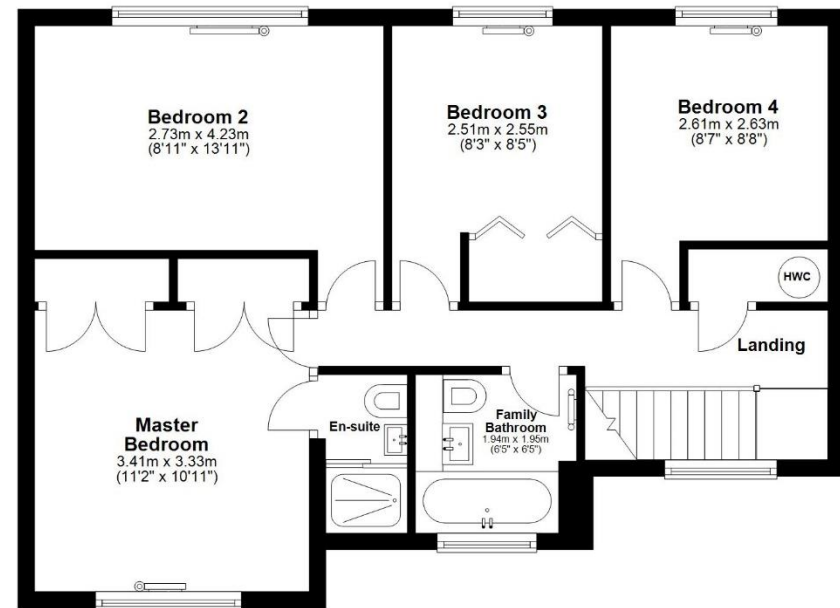 Bedroom 2
2.73m x 4.23m
(8'11" x 13'11")
Bedroom 3
2.51m x 2.55m
(8'3" x 8'5")
Bedroom 4
2.61m x 2.63m
(8'7" x 8'8")
HWC
Landing
Master
Bedroom
3.41m x 3.33m
(11'2" x 10'11")
En-suite
Family
Bathroom
1.94m x 1.95m
(6'5" x 6'5")